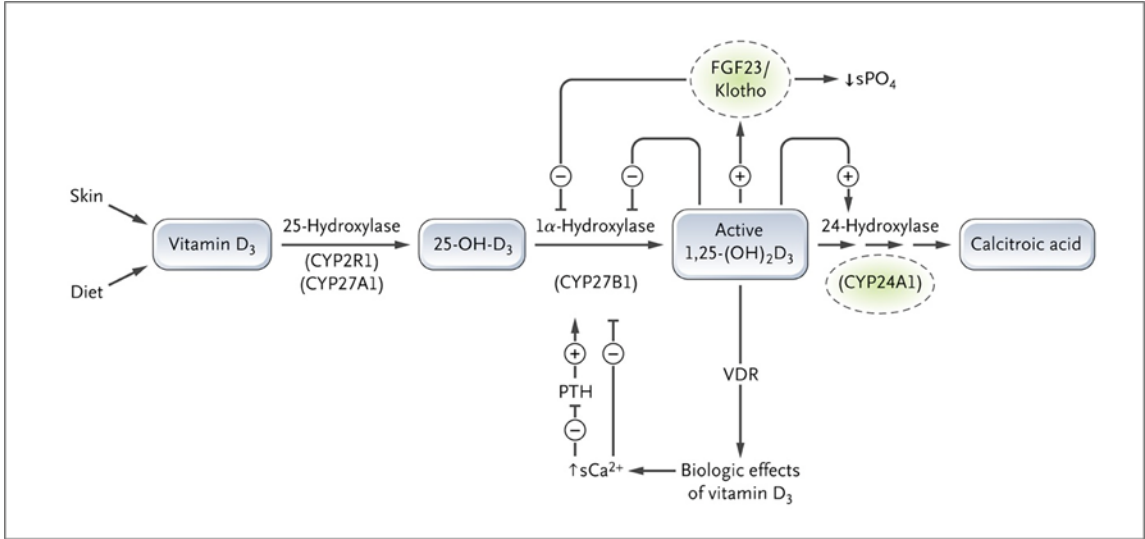 FGF23/
Klotho
↓sPO₄
−
−
+
+
Skin
Diet
Vitamin D₃
25-Hydroxylase
(CYP2R1)
(CYP27A1)
25-OH-D₃
1α-Hydroxylase
(CYP27B1)
Active
1,25-(OH)₂D₃
24-Hydroxylase
(CYP24A1)
Calcitroic acid
+
−
PTH
−
VDR
↑sCa²⁺
Biologic effects
of vitamin D₃